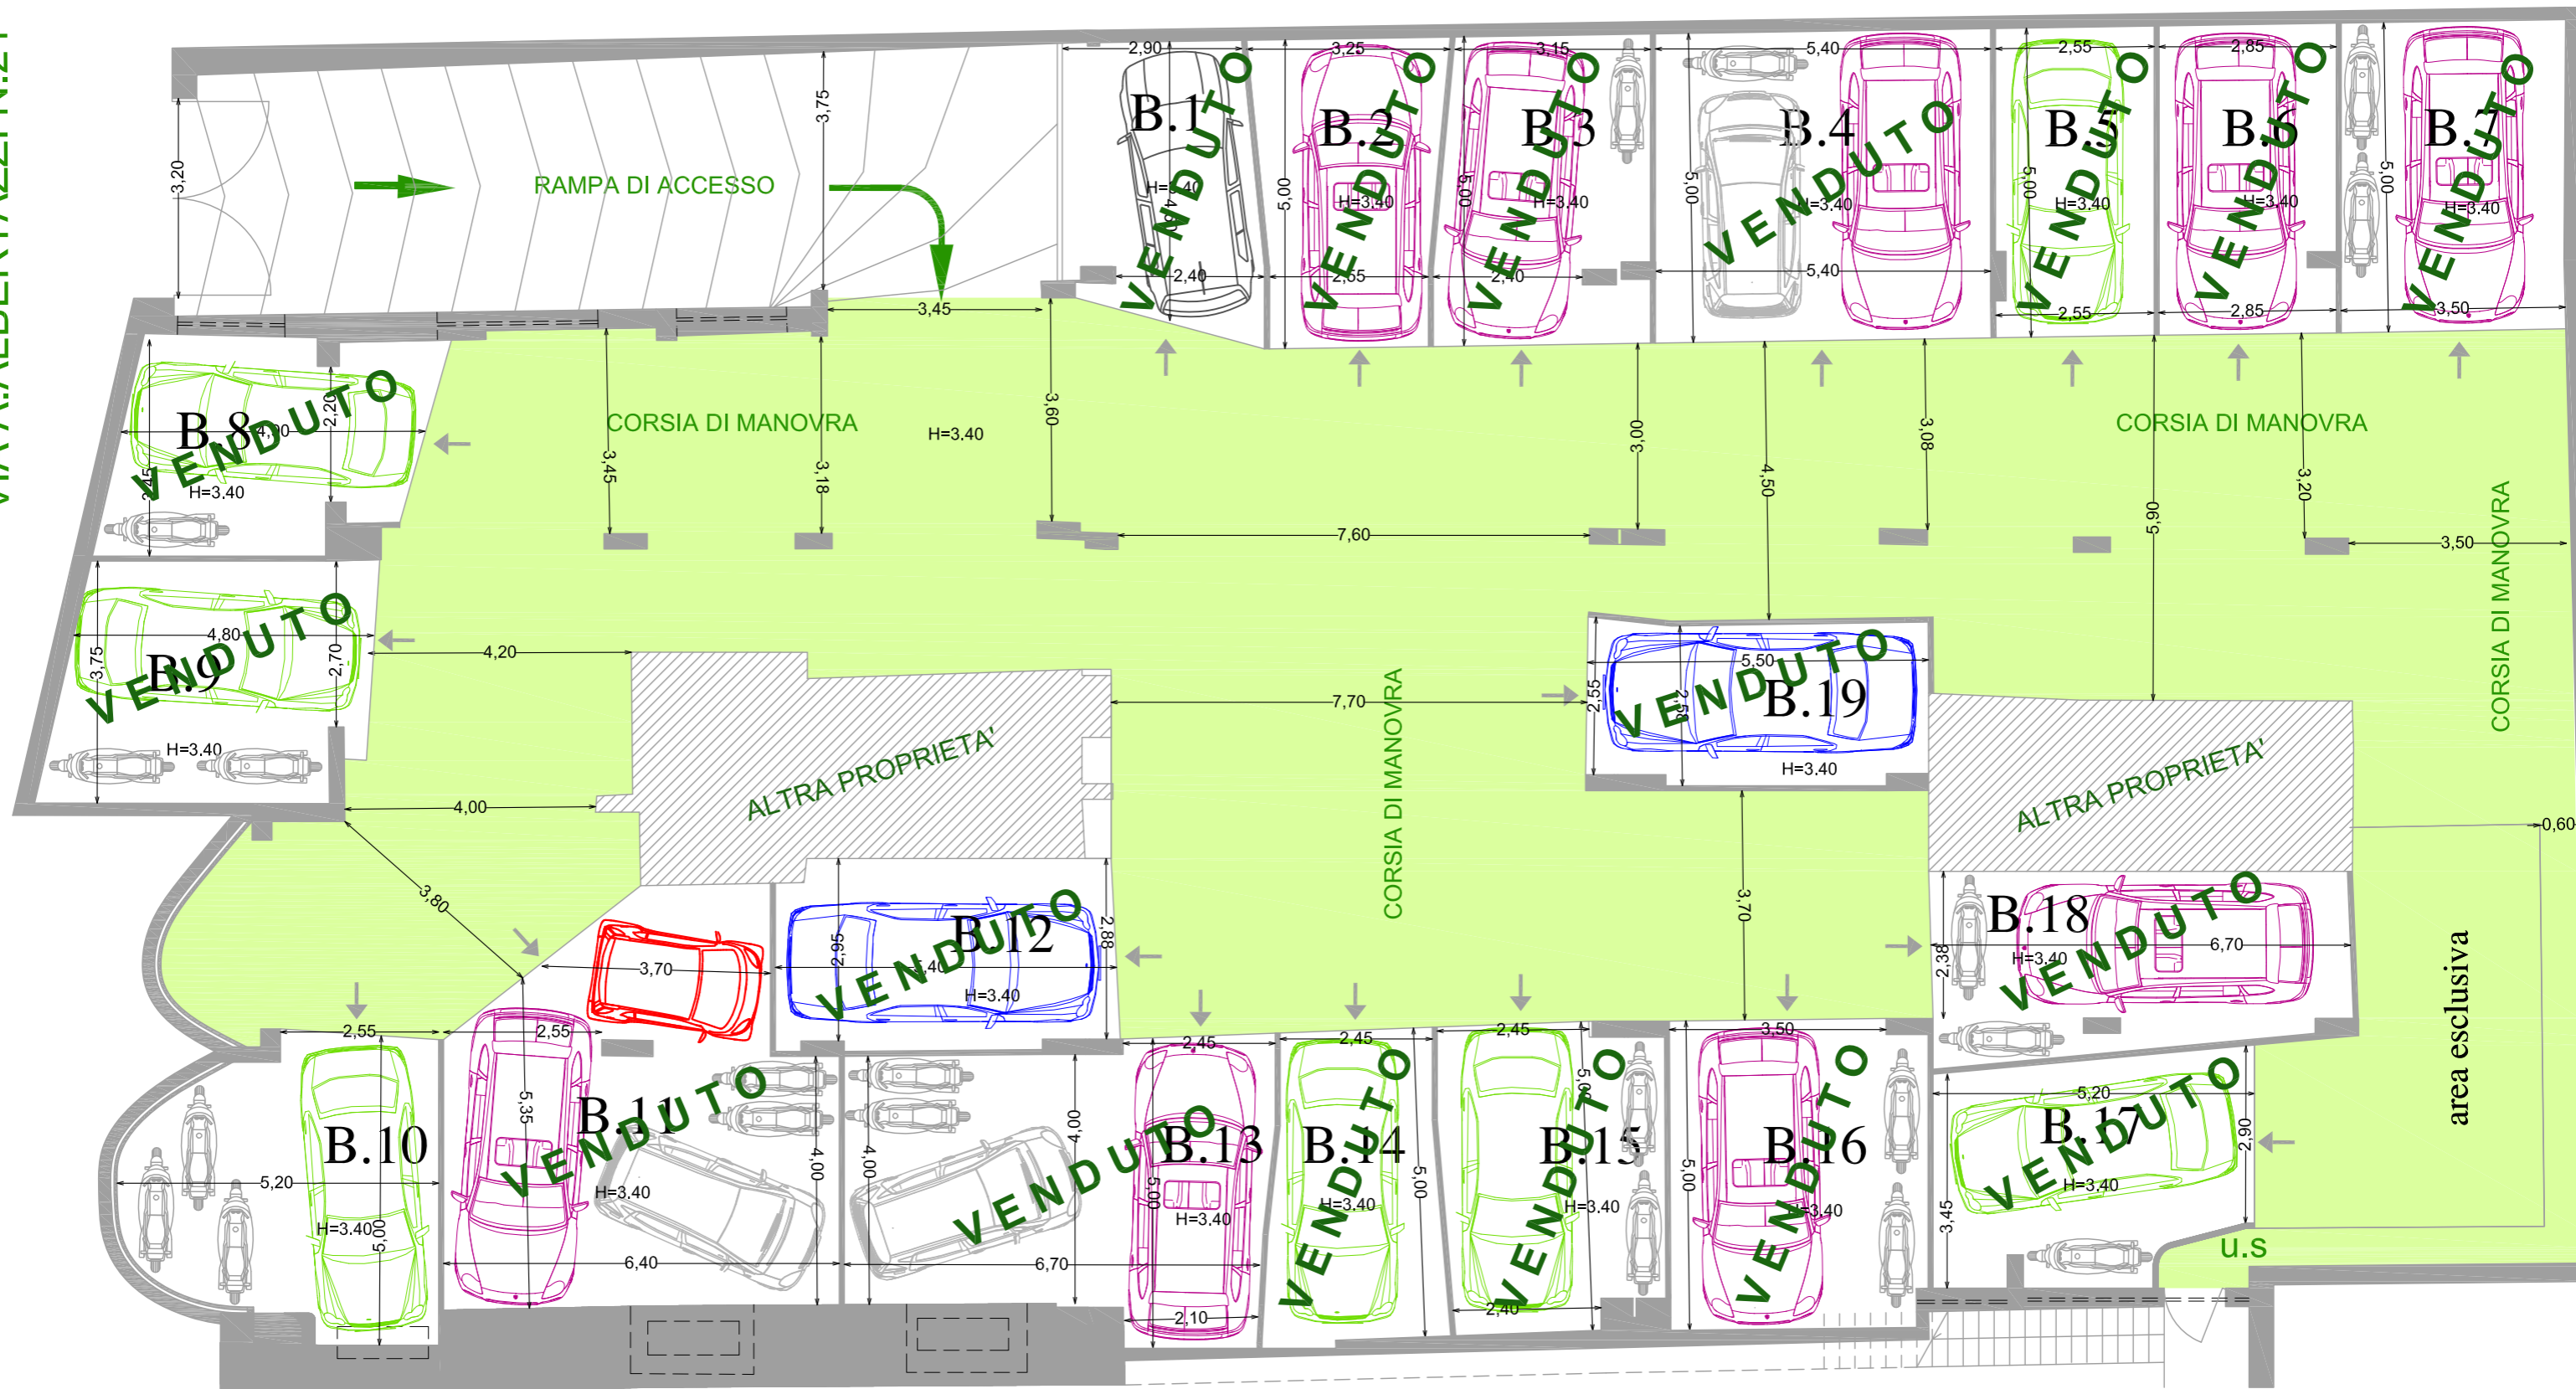 RAMPA DI ACCESSO
3,20
3,75
3,45
2,90
B.1
VENDUTO
H=3.40
2,40
3,25
B.2
VENDUTO
5,00
H=3.40
2,55
3,15
B.3
VENDUTO
5,00
H=3.40
2,40
5,40
B.4
VENDUTO
5,00
H=3.40
5,40
2,55
B.5
VENDUTO
5,00
H=3.40
2,55
2,85
B.6
VENDUTO
H=3.40
2,85
B.7
VENDUTO
5,00
H=3.40
3,50
B.8
VENDUTO
2,20
H=3.40
CORSIA DI MANOVRA
H=3.40
3,45
3,18
3,60
3,00
4,50
3,08
CORSIA DI MANOVRA
5,90
3,20
7,60
3,50
CORSIA DI MANOVRA
B.9
VENDUTO
4,80
3,75
2,70
H=3.40
4,20
4,00
3,80
ALTRA PROPRIETA'
7,70
CORSIA DI MANOVRA
B.19
VENDUTO
5,50
2,55
2,58
H=3.40
ALTRA PROPRIETA'
0,60
3,70
3,70
B.12
VENDUTO
2,95
2,88
H=3.40
B.18
VENDUTO
6,70
2,38
H=3.40
area esclusiva
2,55
B.10
5,20
H=3.40
5,00
2,55
B.11
VENDUTO
5,35
H=3.40
4,00
6,40
4,00
4,00
2,45
B.13
VENDUTO
5,00
H=3.40
6,70
2,10
2,45
B.14
VENDUTO
H=3.40
5,00
2,45
B.15
VENDUTO
H=3.40
2,40
3,50
B.16
VENDUTO
5,00
H=3.40
B.17
VENDUTO
5,20
2,90
H=3.40
3,45
u.s